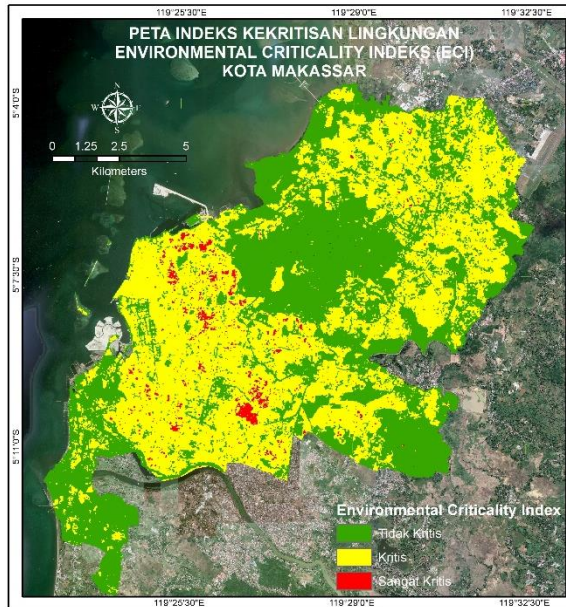 119°25'30"E 119°29'0"E 119°32'30"E
PETA INDEKS KEKRITISAN LINGKUNGAN
ENVIRONMENTAL CRITICALITY INDEKS (ECI)
KOTA MAKASSAR
N
W E
S
5°4'0"S
0 1.25 2.5 5
Kilometers
5°7'30"S
5°11'0"S
Environmental Criticality Index
Tidak Kritis
Kritis
Sangat Kritis
119°25'30"E 119°29'0"E 119°32'30"E